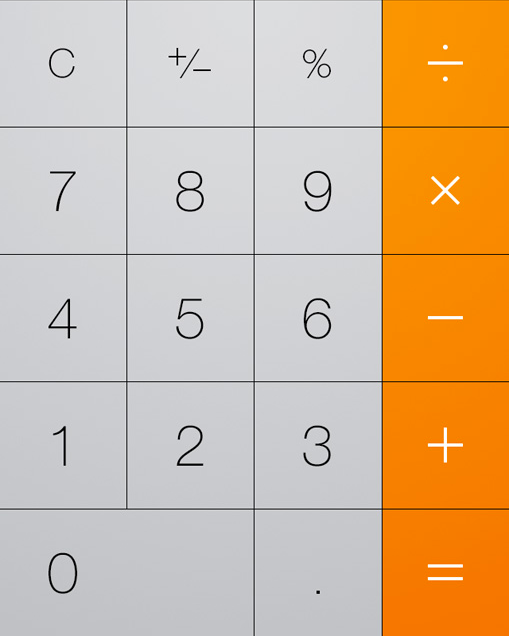 C +/− % ÷
7 8 9 ×
4 5 6 −
1 2 3 +
0 . =